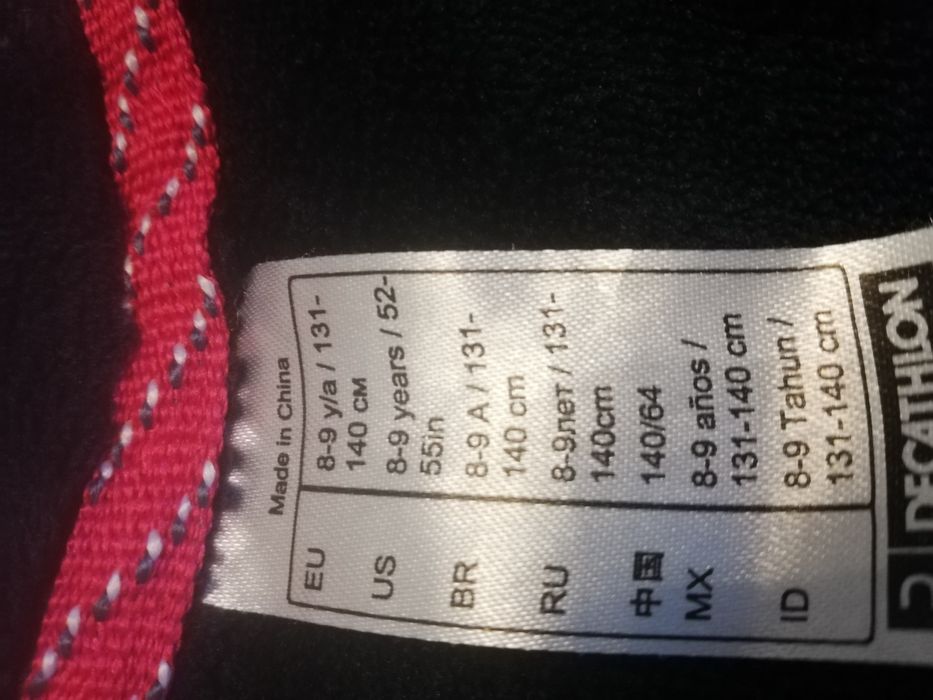 Made in China
EU 8-9 y/a / 131-
140 см
US 8-9 years / 52-
55in
BR 8-9 A / 131-
140 cm
RU 8-9лет / 131-
140cm
中国 140/64
MX 8-9 años /
131-140 cm
ID 8-9 Tahun /
131-140 cm
DECATHLON